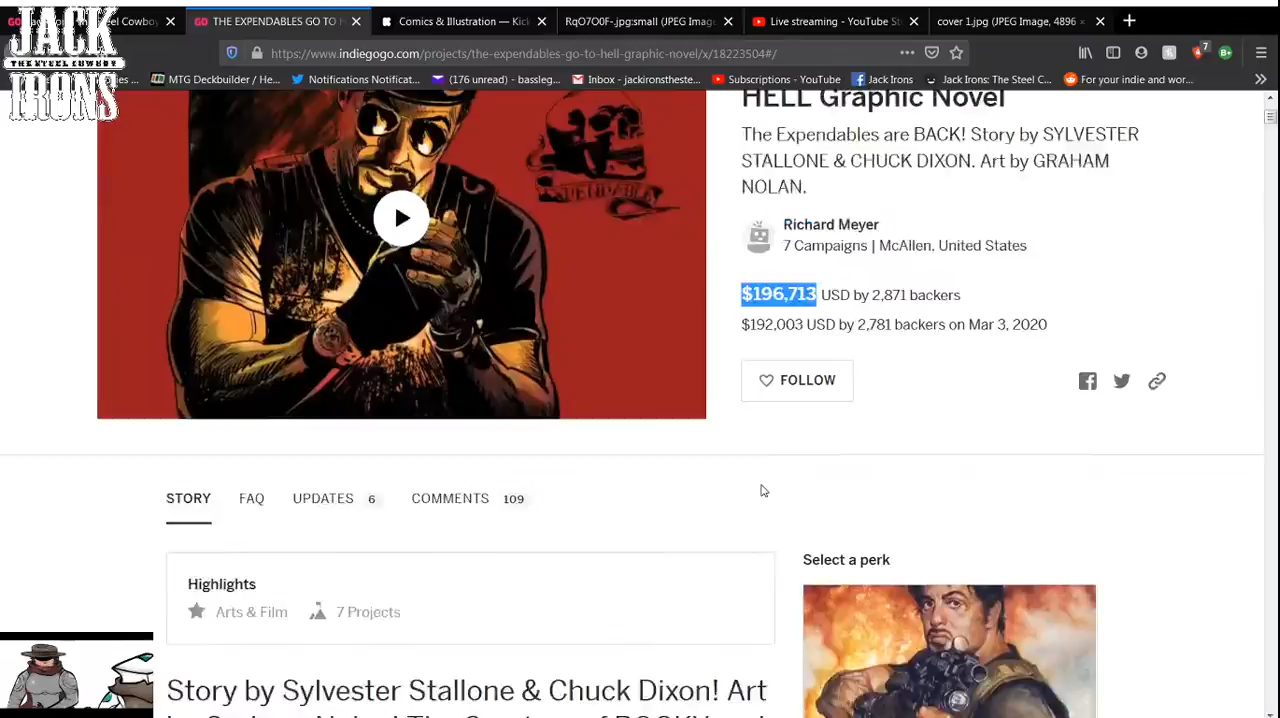 JACK
THE STEEL COWBOY
IRONS
eel Cowboy
THE EXPENDABLES GO TO
Comics & Illustration — Kick
RqO7O0F-.jpg:small (JPEG Imag
Live streaming - YouTube St
cover 1.jpg (JPEG Image, 4896 ×
https://www.indiegogo.com/projects/the-expendables-go-to-hell-graphic-novel/x/18223504#/
7
B+
MTG Deckbuilder / He...
Notifications Notificat...
(176 unread) - bassleg...
Inbox - jackironsthe ste...
Subscriptions - YouTube
Jack Irons
Jack Irons: The Steel C...
For your indie and wor...
HELL Graphic Novel
The Expendables are BACK! Story by SYLVESTER
STALLONE & CHUCK DIXON. Art by GRAHAM
NOLAN.
Richard Meyer
7 Campaigns | McAllen, United States
$196,713 USD by 2,871 backers
$192,003 USD by 2,781 backers on Mar 3, 2020
FOLLOW
STORY FAQ UPDATES 6 COMMENTS 109
Select a perk
Highlights
Arts & Film 7 Projects
Story by Sylvester Stallone & Chuck Dixon! Art